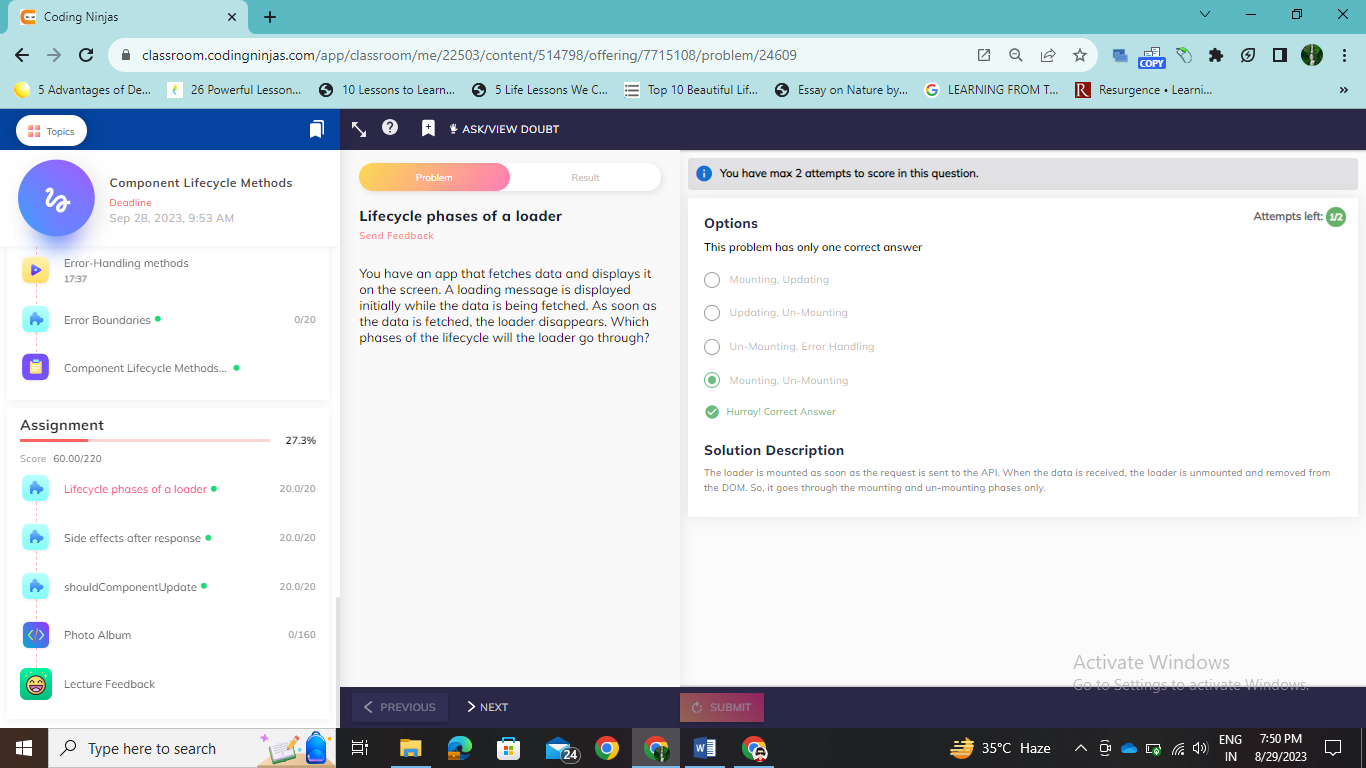 Coding Ninjas
classroom.codingninjas.com/app/classroom/me/22503/content/514798/offering/7715108/problem/24609
COPY
5 Advantages of De...
26 Powerful Lesson...
10 Lessons to Learn...
5 Life Lessons We C...
Top 10 Beautiful Lif...
Essay on Nature by...
LEARNING FROM T...
Resurgence • Learni...
»
Topics
ASK/VIEW DOUBT
Component Lifecycle Methods
Deadline
Sep 28, 2023, 9:53 AM
Error-Handling methods
17:37
Error Boundaries
0/20
Component Lifecycle Methods...
Assignment
27.3%
Score 60.00/220
Lifecycle phases of a loader
20.0/20
Side effects after response
20.0/20
shouldComponentUpdate
20.0/20
Photo Album
0/160
Lecture Feedback
Problem
Result
Lifecycle phases of a loader
Send Feedback
You have an app that fetches data and displays it
on the screen. A loading message is displayed
initially while the data is being fetched. As soon as
the data is fetched, the loader disappears. Which
phases of the lifecycle will the loader go through?
You have max 2 attempts to score in this question.
Options
Attempts left: 1/2
This problem has only one correct answer
Mounting, Updating
Updating, Un-Mounting
Un-Mounting, Error Handling
Mounting, Un-Mounting
Hurray! Correct Answer
Solution Description
The loader is mounted as soon as the request is sent to the API. When the data is received, the loader is unmounted and removed from
the DOM. So, it goes through the mounting and un-mounting phases only.
Activate Windows
Go to Settings to activate Windows.
PREVIOUS
NEXT
SUBMIT
Type here to search
24
35°C Haze
ENG
IN
7:50 PM
8/29/2023